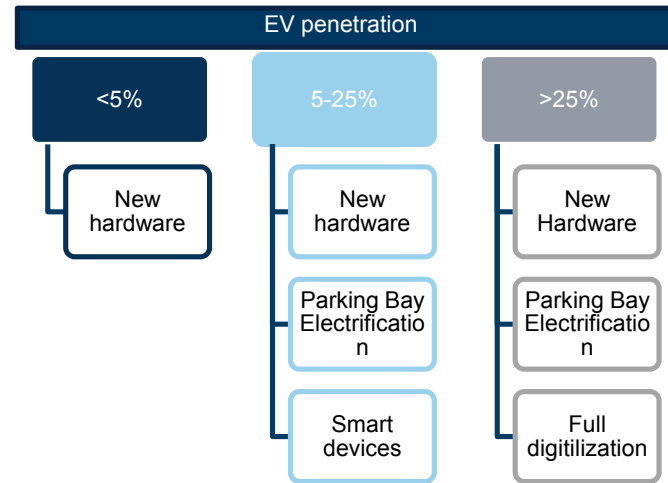 EV penetration
<5%
5-25%
>25%
New
hardware
New
hardware
New
Hardware
Parking Bay
Electrificatio
n
Parking Bay
Electrificatio
n
Smart
devices
Full
digitilization